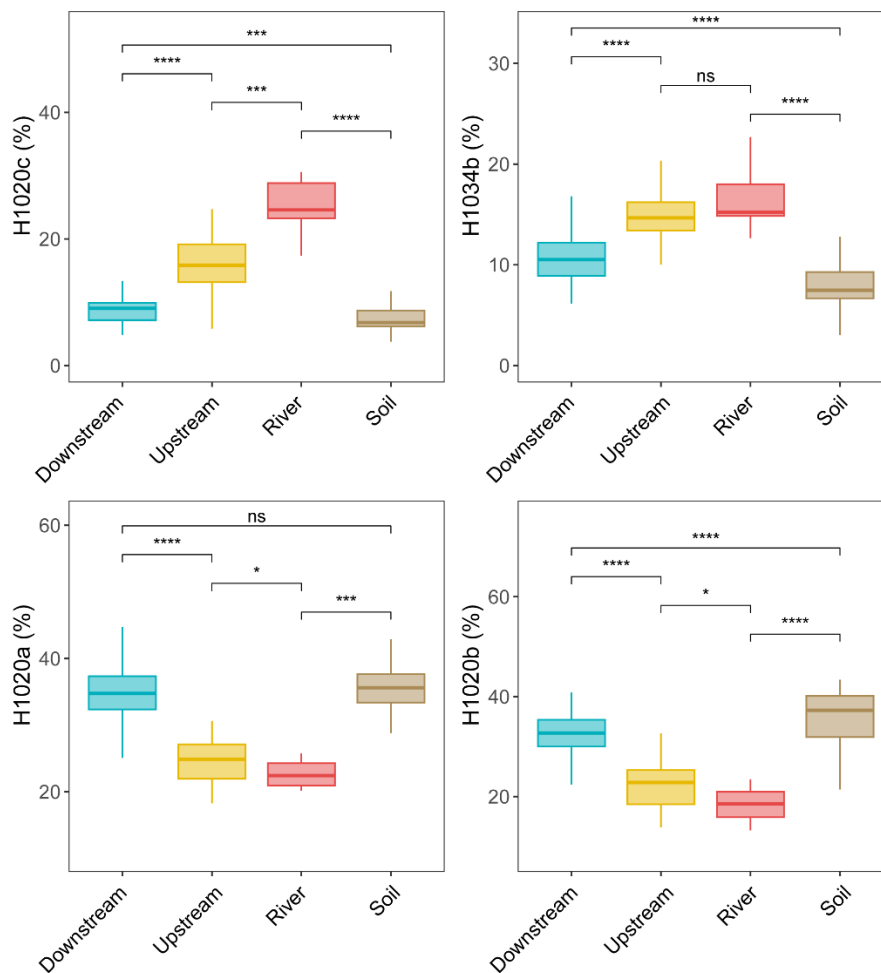 H1020c (%)
40
20
0
***
****
***
****
Downstream
Upstream
River
Soil
H1034b (%)
30
20
10
0
****
****
ns
****
Downstream
Upstream
River
Soil
H1020a (%)
60
40
20
ns
****
*
***
Downstream
Upstream
River
Soil
H1020b (%)
60
40
20
****
****
*
****
Downstream
Upstream
River
Soil